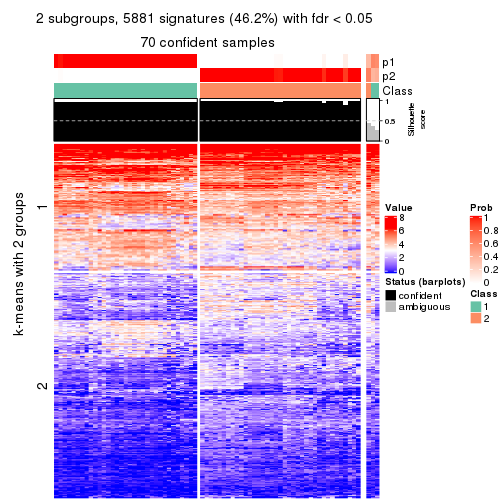 2 subgroups, 5881 signatures (46.2%) with fdr < 0.05
70 confident samples
p1
p2
Class
1
0.5
0
Silhouette
score
k-means with 2 groups
1
2
Value
8
6
4
2
0
Status (barplots)
confident
ambiguous
Prob
1
0.8
0.6
0.4
0.2
0
Class
1
2